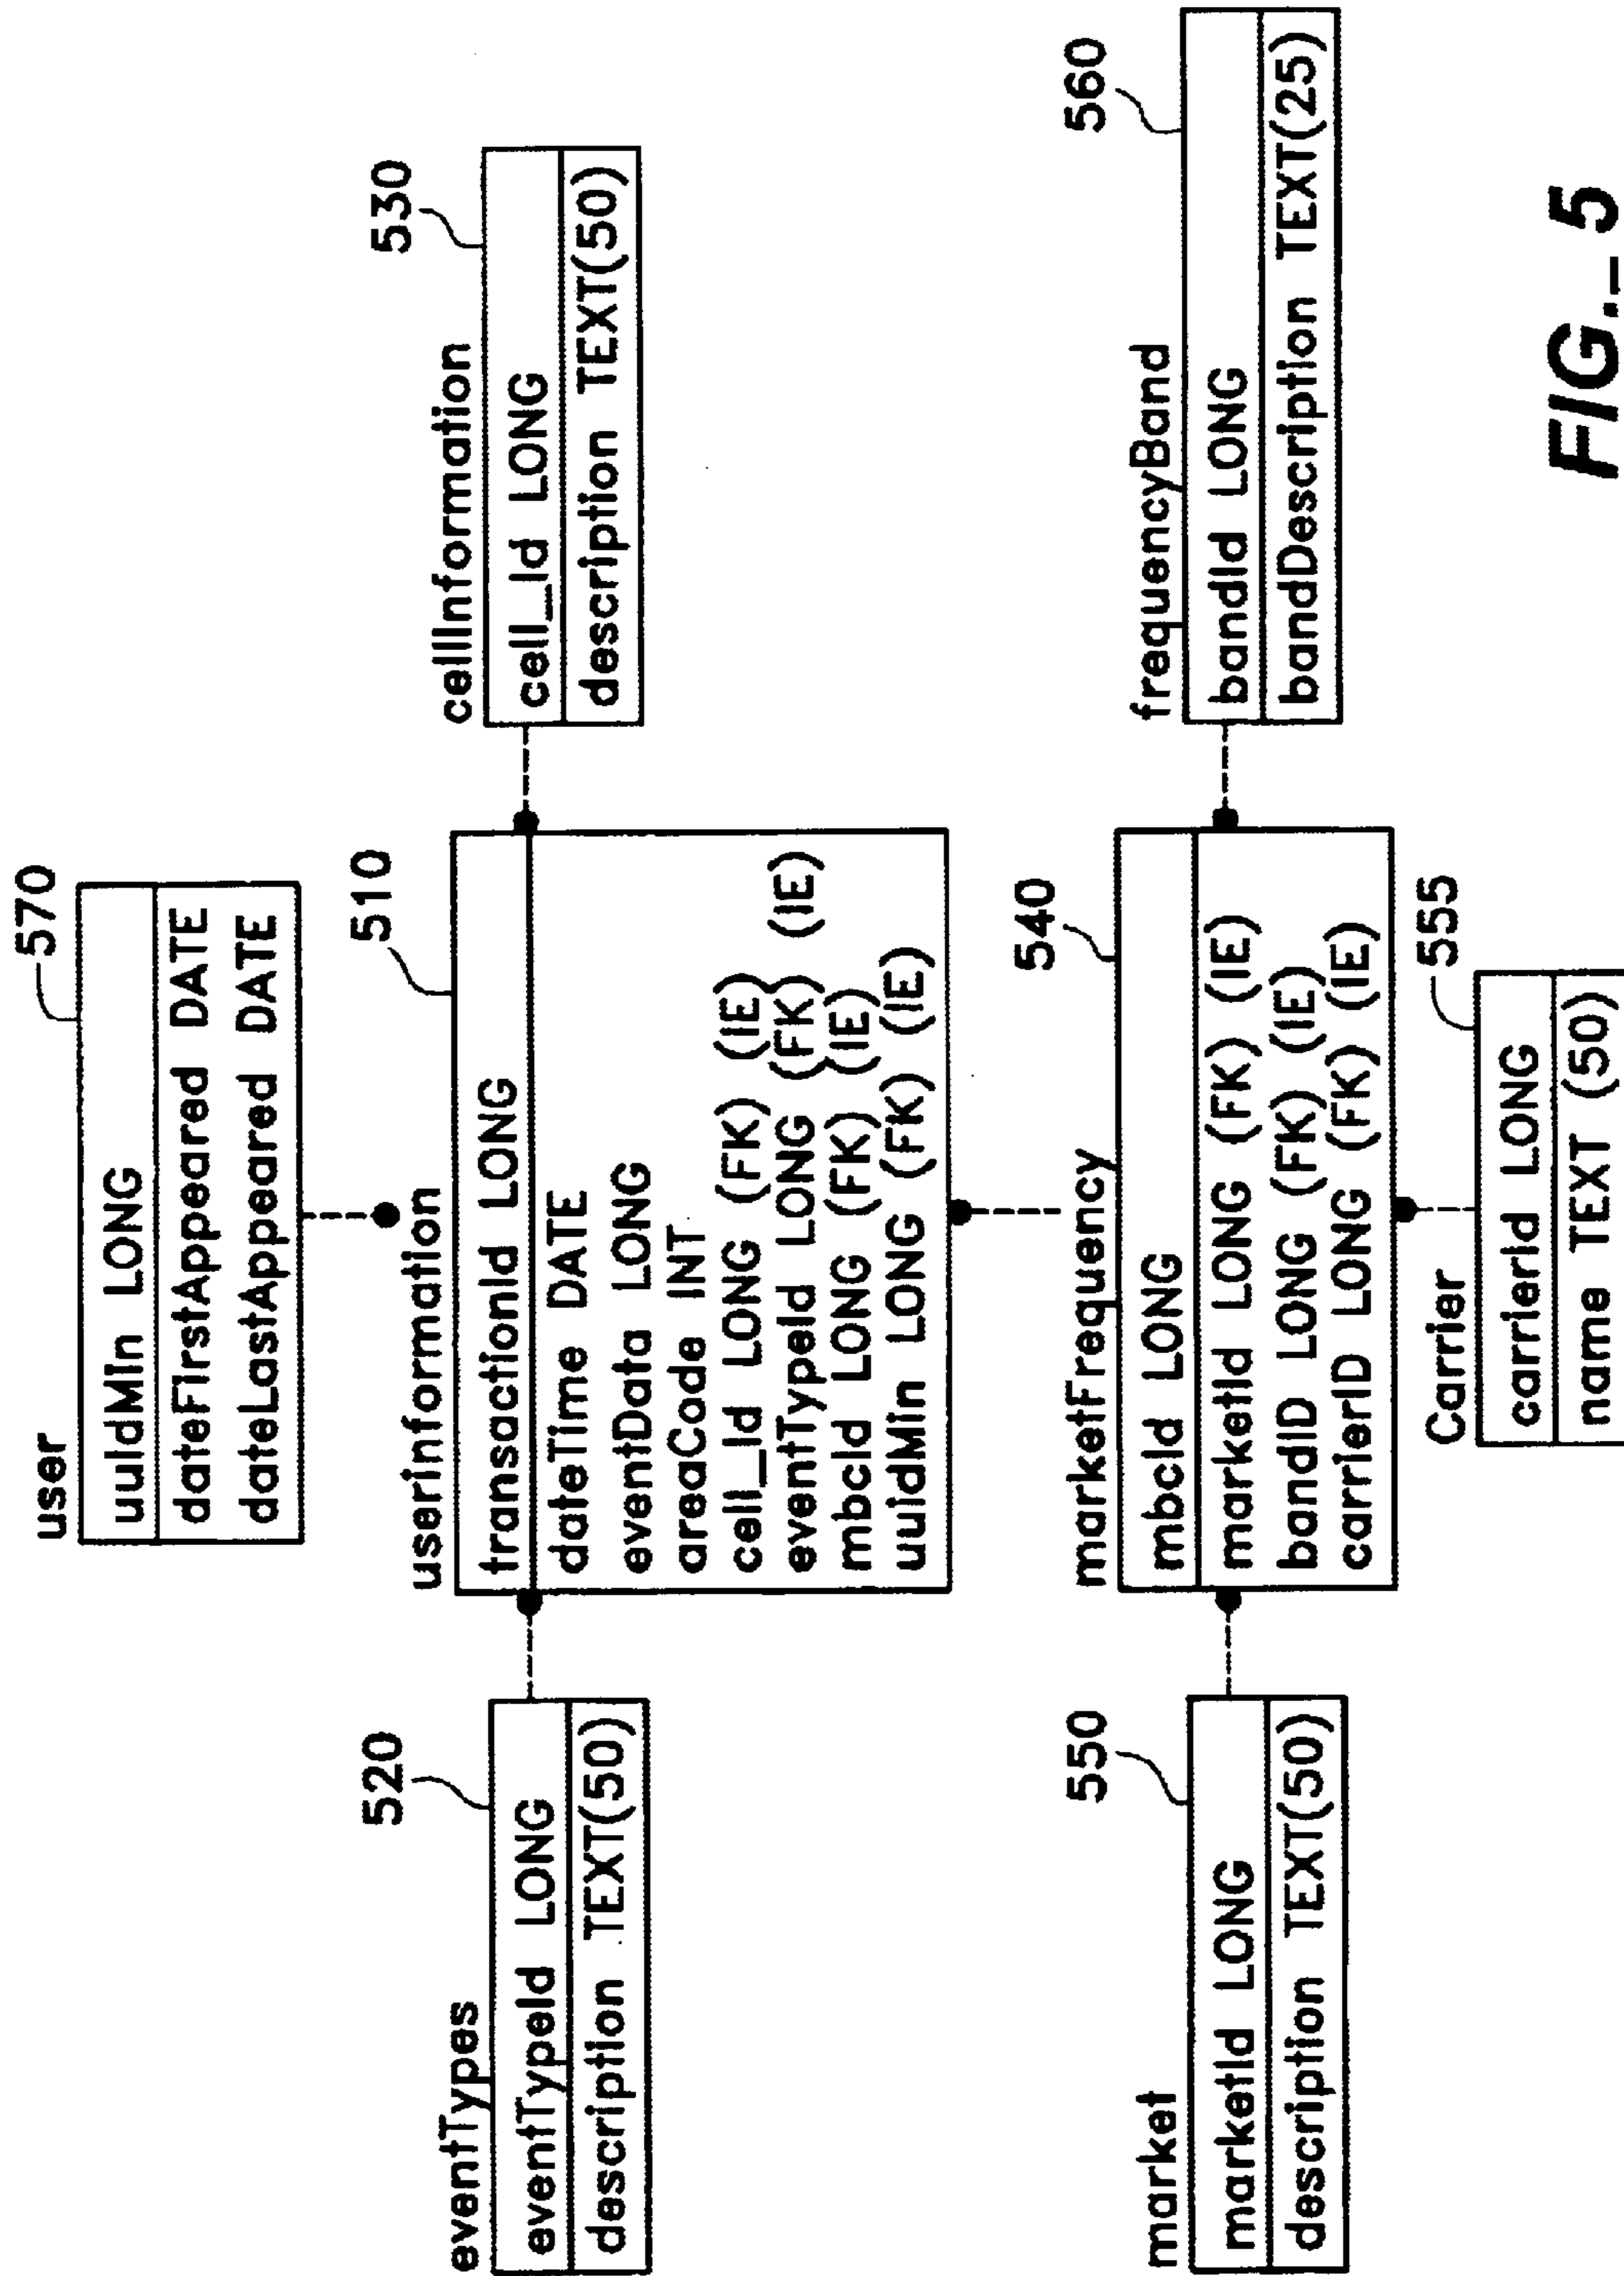 user
570
uuidMin LONG
dateFirstAppeared DATE
dateLastAppeared DATE
eventTypes
520
eventTypeId LONG
description TEXT(50)
userinformation
510
transactionId LONG
dateTime DATE
eventData LONG
areaCode INT
cell_Id LONG (FK) (IE)
eventTypeId LONG (FK) (IE)
mbcId LONG (FK) (IE)
uuidMin LONG (FK) (IE)
cellInformation
530
cell_Id LONG
description TEXT(50)
market
550
marketId LONG
description TEXT(50)
marketFrequency
540
mbcId LONG
marketId LONG (FK) (IE)
bandID LONG (FK) (IE)
carrierID LONG (FK) (IE)
frequencyBand
560
bandId LONG
bandDescription TEXT(25)
Carrier
555
carrierId LONG
name TEXT (50)
FIG._ 5